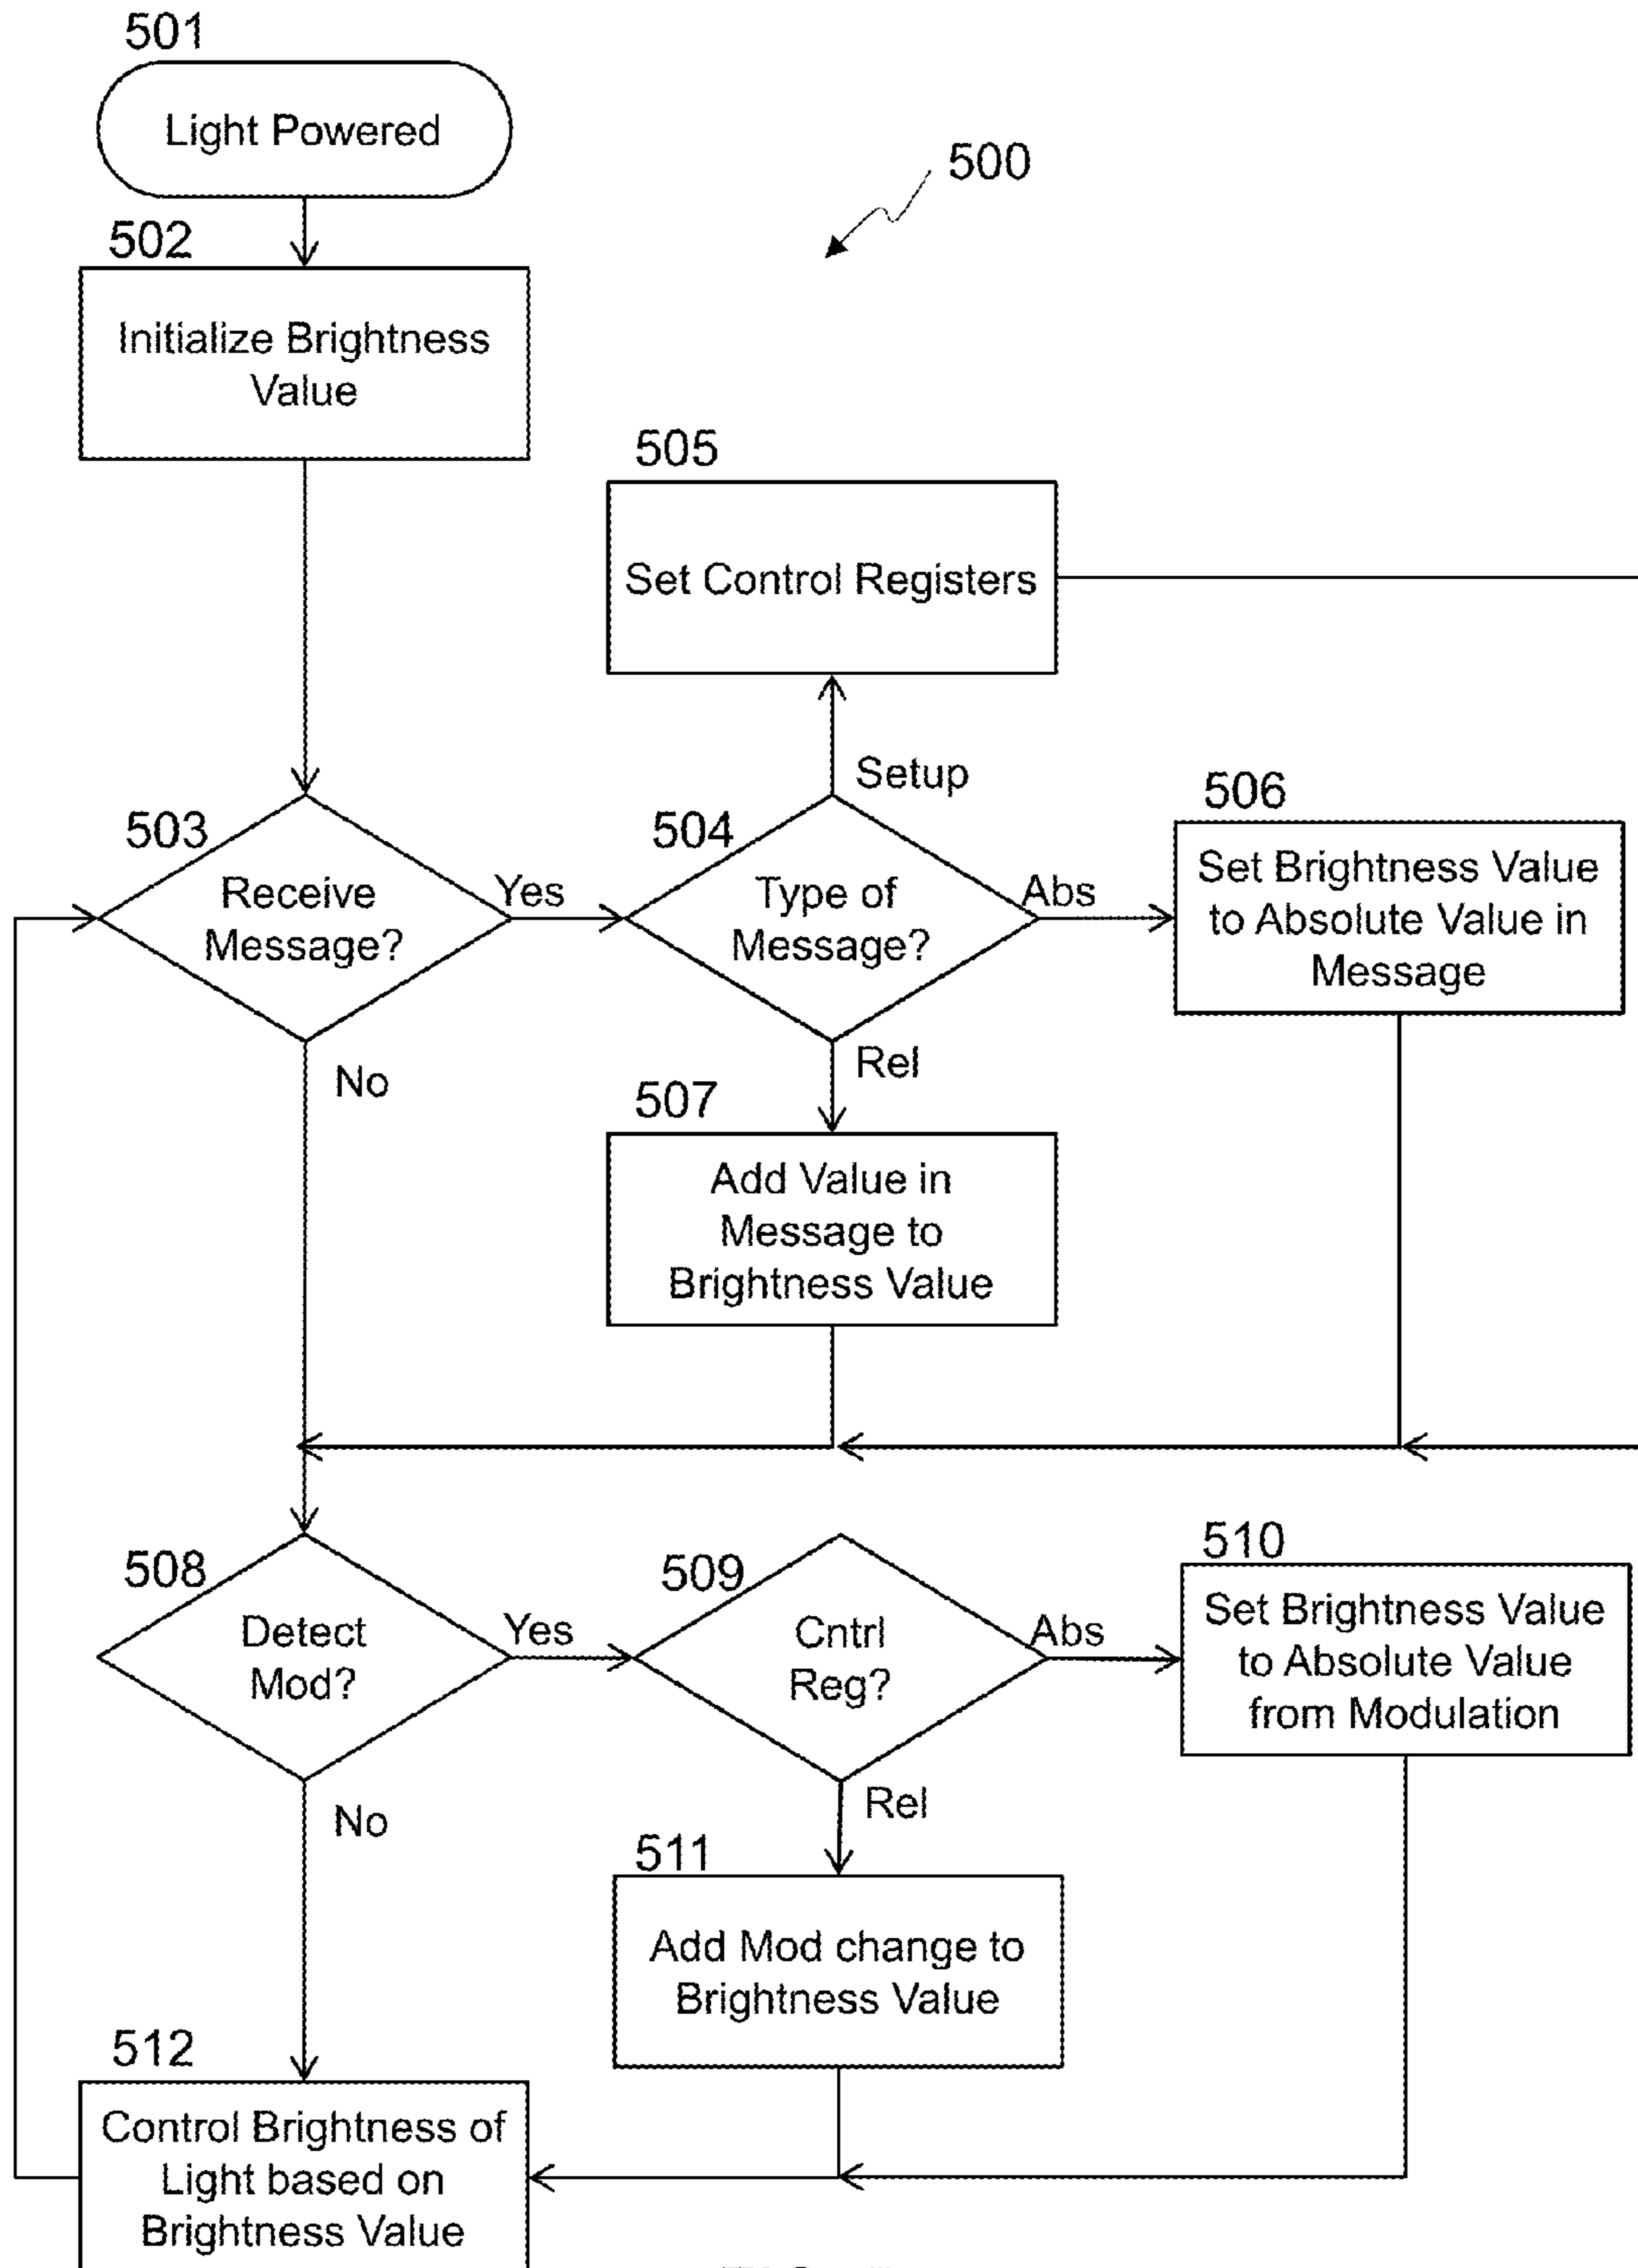 501
Light Powered
500
502
Initialize Brightness
Value
505
Set Control Registers
Setup
503
Receive
Message?
Yes
No
504
Type of
Message?
Abs
Rel
506
Set Brightness Value
to Absolute Value in
Message
507
Add Value in
Message to
Brightness Value
508
Detect
Mod?
Yes
No
509
Cntrl
Reg?
Abs
Rel
510
Set Brightness Value
to Absolute Value
from Modulation
511
Add Mod change to
Brightness Value
512
Control Brightness of
Light based on
Brightness Value